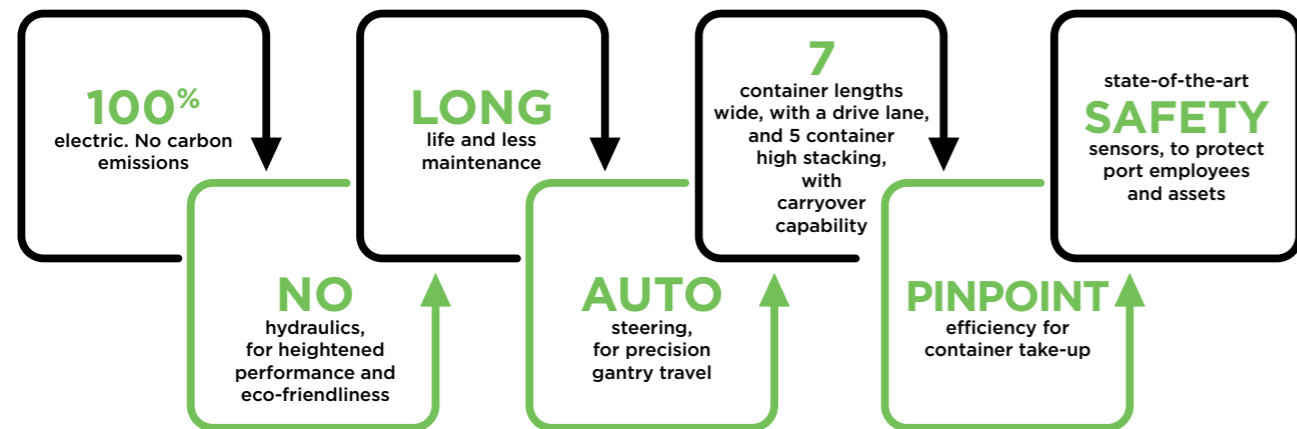 100%
electric. No carbon
emissions
NO
hydraulics,
for heightened
performance and
eco-friendliness
LONG
life and less
maintenance
AUTO
steering,
for precision
gantry travel
7
container lengths
wide, with a drive lane,
and 5 container
high stacking,
with
carryover
capability
PINPOINT
efficiency for
container take-up
state-of-the-art
SAFETY
sensors, to protect
port employees
and assets